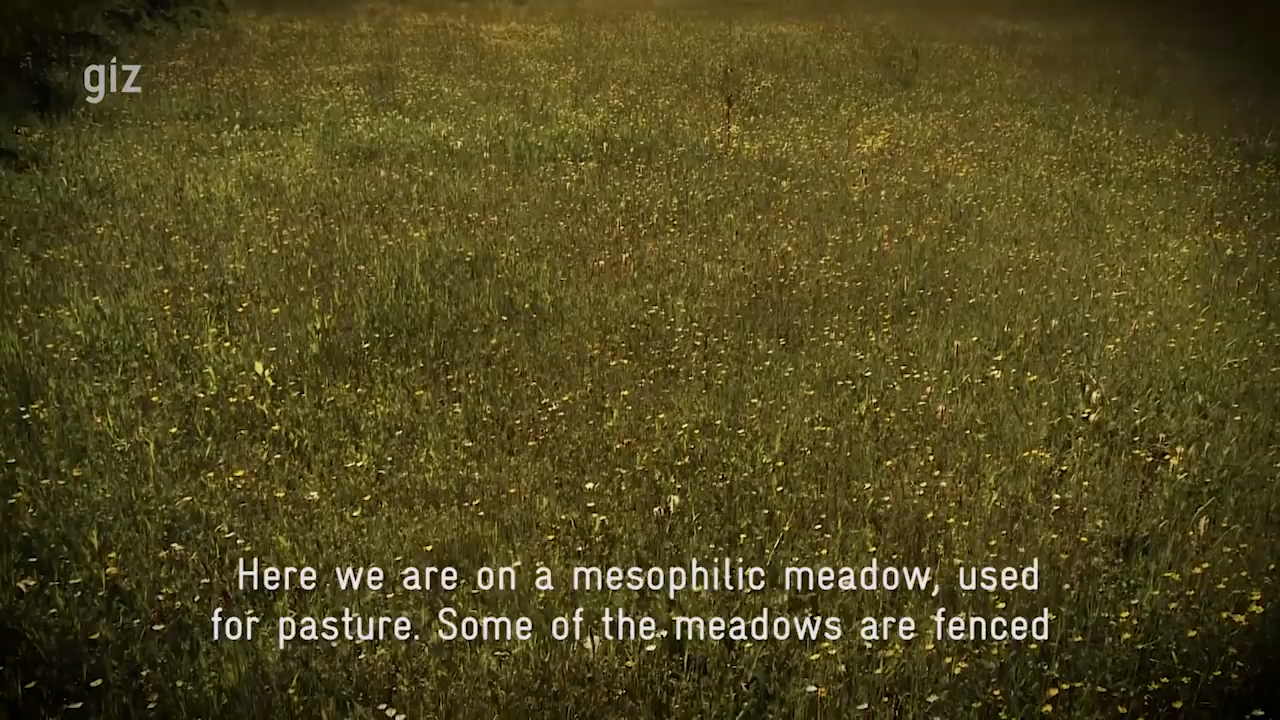 giz
Here we are on a mesophilic meadow, used
for pasture. Some of the meadows are fenced